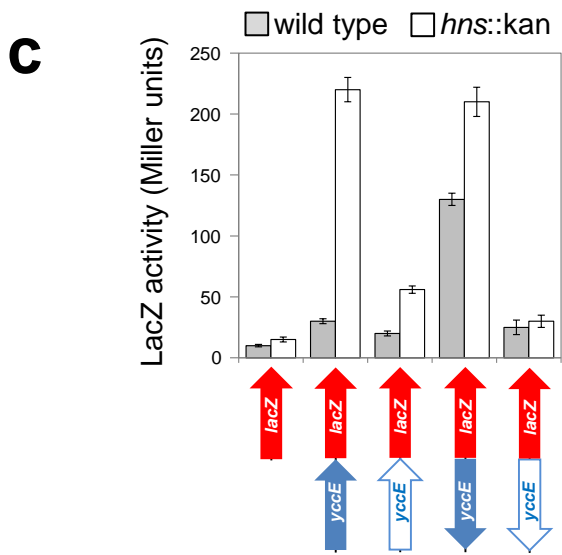 c
wild type hns::kan
LacZ activity (Miller units)
250
200
150
100
50
0
lacZ lacZ lacZ lacZ lacZ
yccE yccE yccE yccE